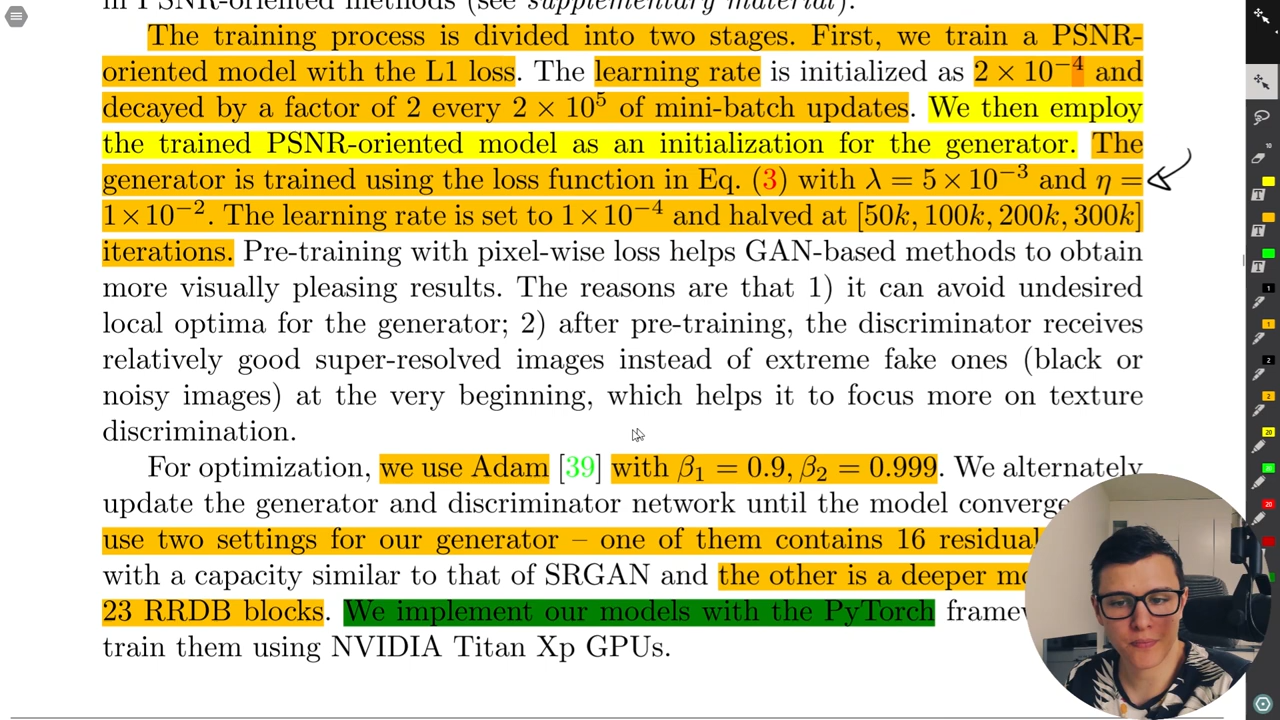 in PSNR-oriented methods (see supplementary material).
The training process is divided into two stages. First, we train a PSNR-
oriented model with the L1 loss. The learning rate is initialized as 2 × 10⁻⁴ and
decayed by a factor of 2 every 2 × 10⁵ of mini-batch updates. We then employ
the trained PSNR-oriented model as an initialization for the generator. The
generator is trained using the loss function in Eq. (3) with λ = 5 × 10⁻³ and η =
1×10⁻². The learning rate is set to 1×10⁻⁴ and halved at [50k, 100k, 200k, 300k]
iterations. Pre-training with pixel-wise loss helps GAN-based methods to obtain
more visually pleasing results. The reasons are that 1) it can avoid undesired
local optima for the generator; 2) after pre-training, the discriminator receives
relatively good super-resolved images instead of extreme fake ones (black or
noisy images) at the very beginning, which helps it to focus more on texture
discrimination.
For optimization, we use Adam [39] with β₁ = 0.9, β₂ = 0.999. We alternately
update the generator and discriminator network until the model converge
use two settings for our generator – one of them contains 16 residual
with a capacity similar to that of SRGAN and the other is a deeper
23 RRDB blocks. We implement our models with the PyTorch
train them using NVIDIA Titan Xp GPUs.